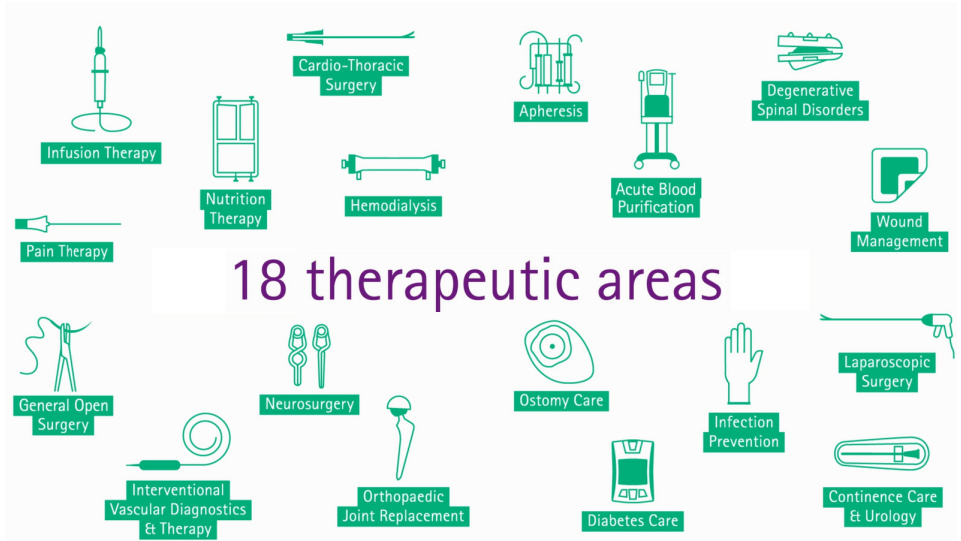 Cardio-Thoracic
Surgery
Apheresis
Degenerative
Spinal Disorders
Infusion Therapy
Nutrition
Therapy
Hemodialysis
Acute Blood
Purification
Wound
Management
Pain Therapy
18 therapeutic areas
General Open
Surgery
Neurosurgery
Ostomy Care
Infection
Prevention
Laparoscopic
Surgery
Interventional
Vascular Diagnostics
& Therapy
Orthopaedic
Joint Replacement
Diabetes Care
Continence Care
& Urology